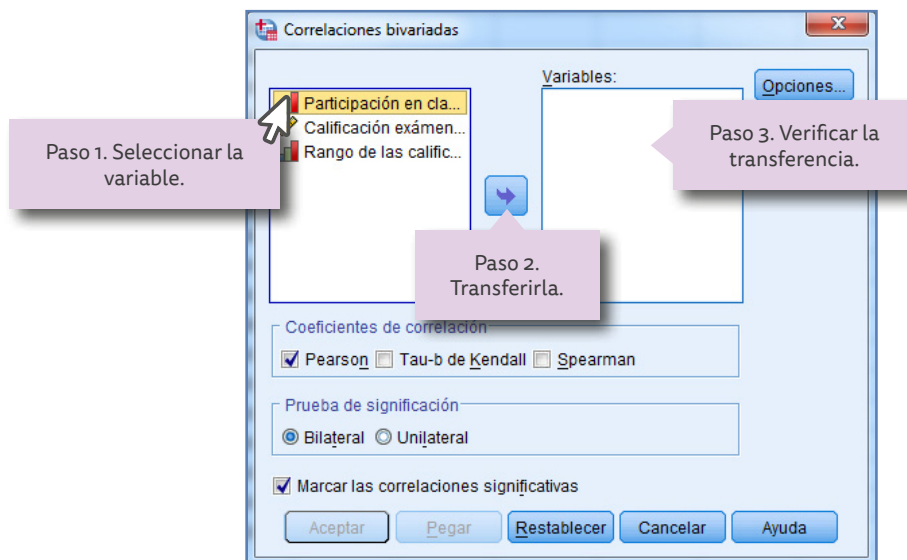 Correlaciones bivariadas
Variables:
Opciones...
Participación en cla...
Calificación exámen...
Rango de las calific...
Paso 1. Seleccionar la
variable.
Paso 2.
Transferirla.
Paso 3. Verificar la
transferencia.
Coeficientes de correlación
Pearson Tau-b de Kendall Spearman
Prueba de significación
Bilateral Unilateral
Marcar las correlaciones significativas
Aceptar Pegar Restablecer Cancelar Ayuda